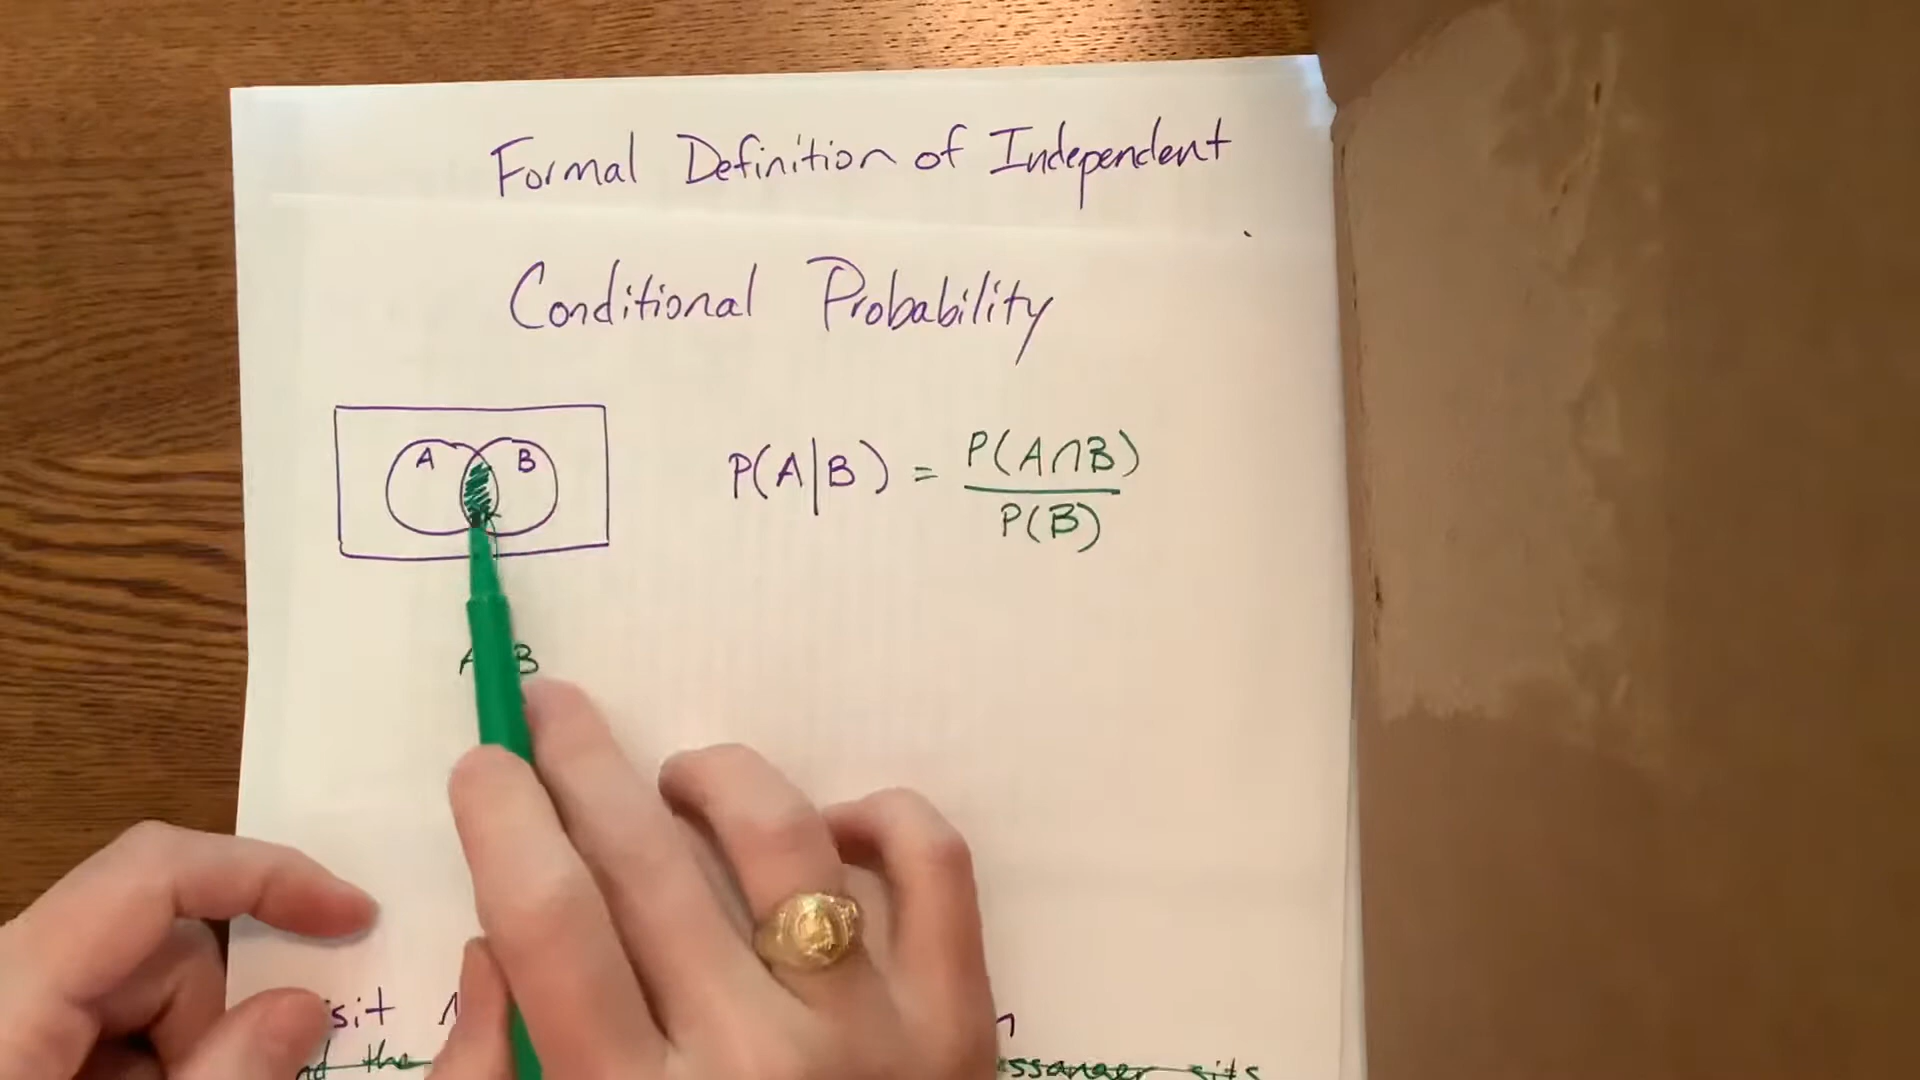 Formal Definition of Independent
Conditional Probability
A B
P(A|B) = P(A∩B)
P(B)
A B